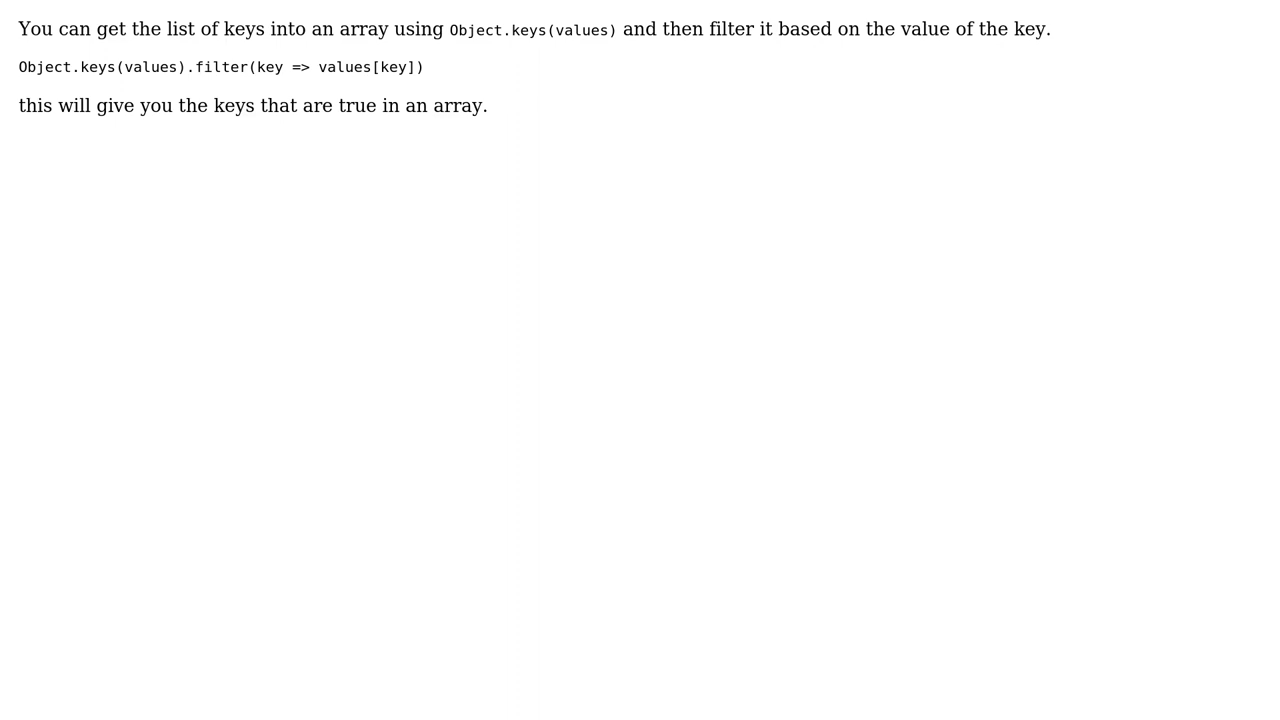 You can get the list of keys into an array using Object.keys(values) and then filter it based on the value of the key.
Object.keys(values).filter(key => values[key])
this will give you the keys that are true in an array.